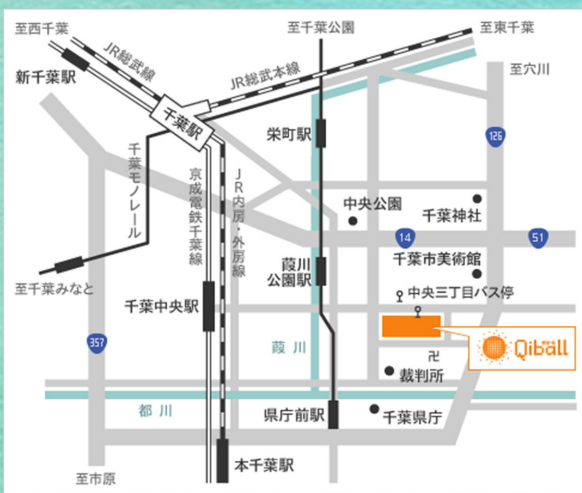 至西千葉
JR総武線
新千葉駅
千葉駅
JR総武本線
至千葉公園
至東千葉
至穴川
栄町駅
126
千葉モノレール
京成電鉄千葉線
JR内房・外房線
中央公園
千葉神社
14
51
千葉市美術館
葭川
公園駅
中央三丁目バス停
至千葉みなと
千葉中央駅
357
葭川
Qiball
卍
裁判所
都川
県庁前駅
千葉県庁
本千葉駅
至市原